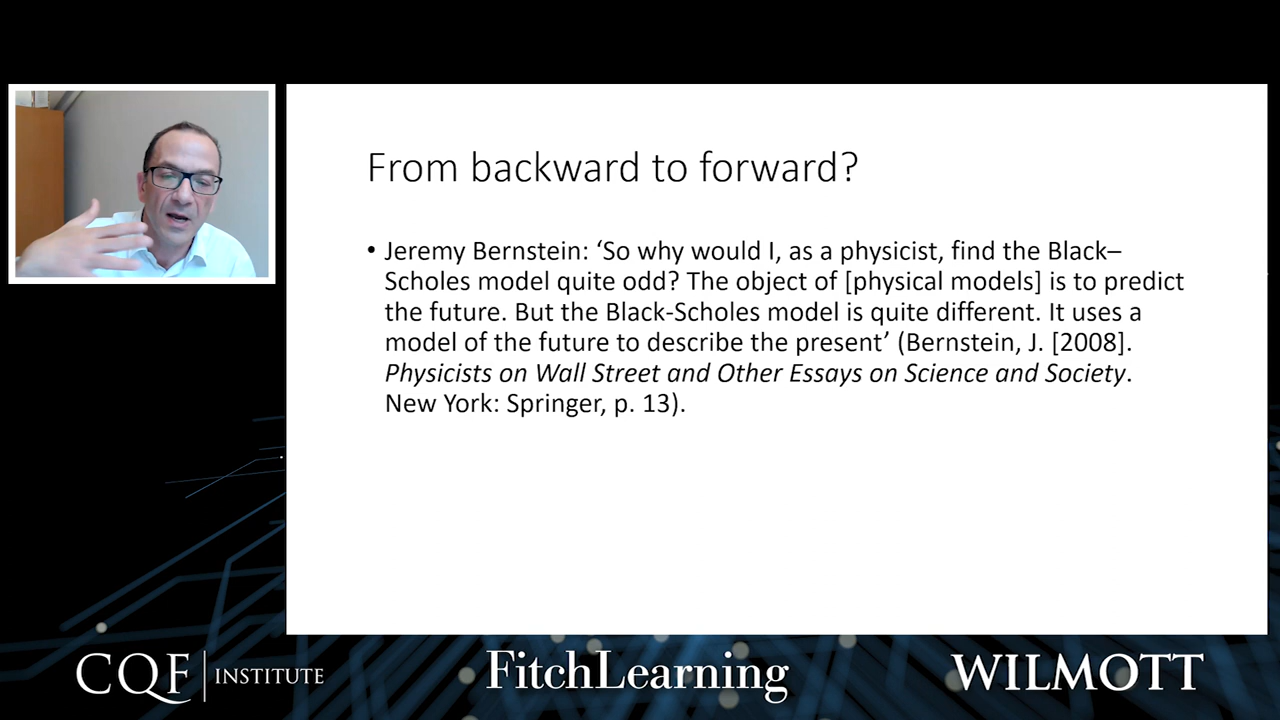 From backward to forward?
• Jeremy Bernstein: ‘So why would I, as a physicist, find the Black–
Scholes model quite odd? The object of [physical models] is to predict
the future. But the Black-Scholes model is quite different. It uses a
model of the future to describe the present’ (Bernstein, J. [2008].
Physicists on Wall Street and Other Essays on Science and Society.
New York: Springer, p. 13).
CQF INSTITUTE
FitchLearning
WILMOTT